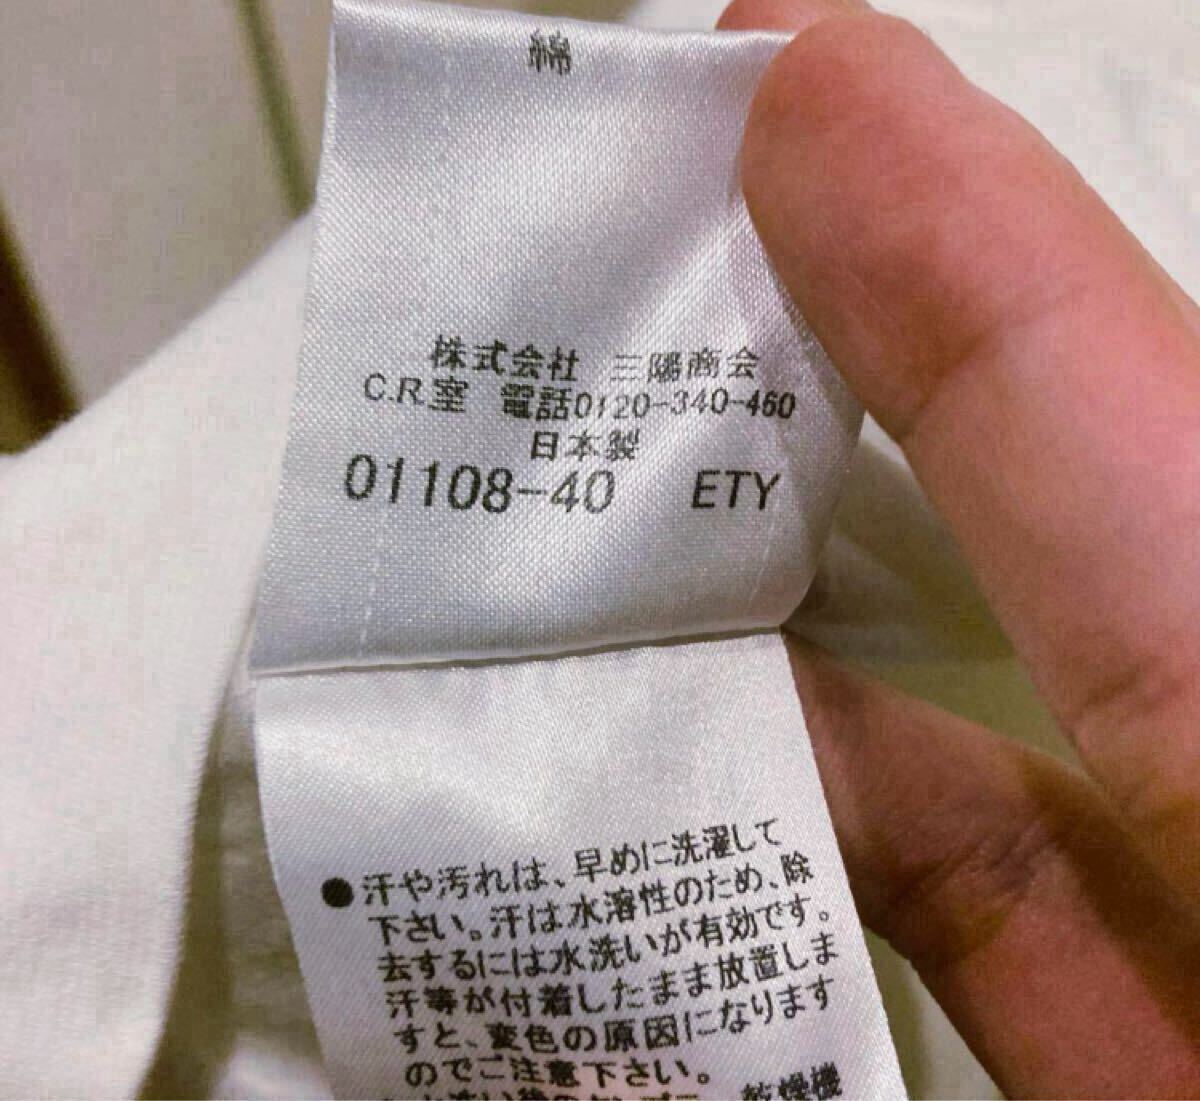 株式会社 三陽商会
C.R室 電話0120-340-460
日本製
01108-40 ETY
●汗や汚れは、早めに洗濯して
下さい。汗は水溶性のため、除
去するには水洗いが有効です。
汗等が付着したまま放置しま
すと、変色の原因になります
のでご注意下さい。
乾燥機